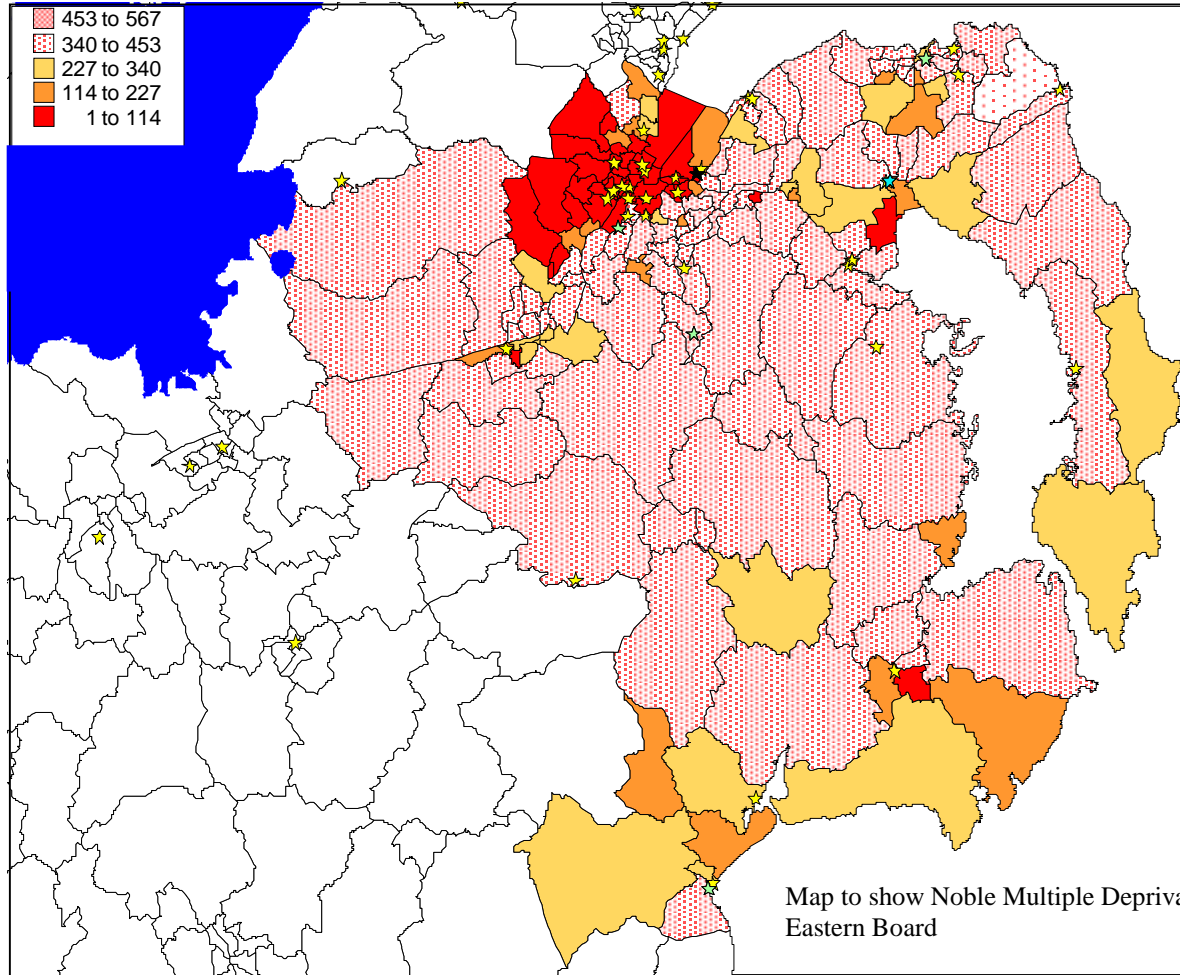 453 to 567
340 to 453
227 to 340
114 to 227
1 to 114
Map to show Noble Multiple Depriva
Eastern Board